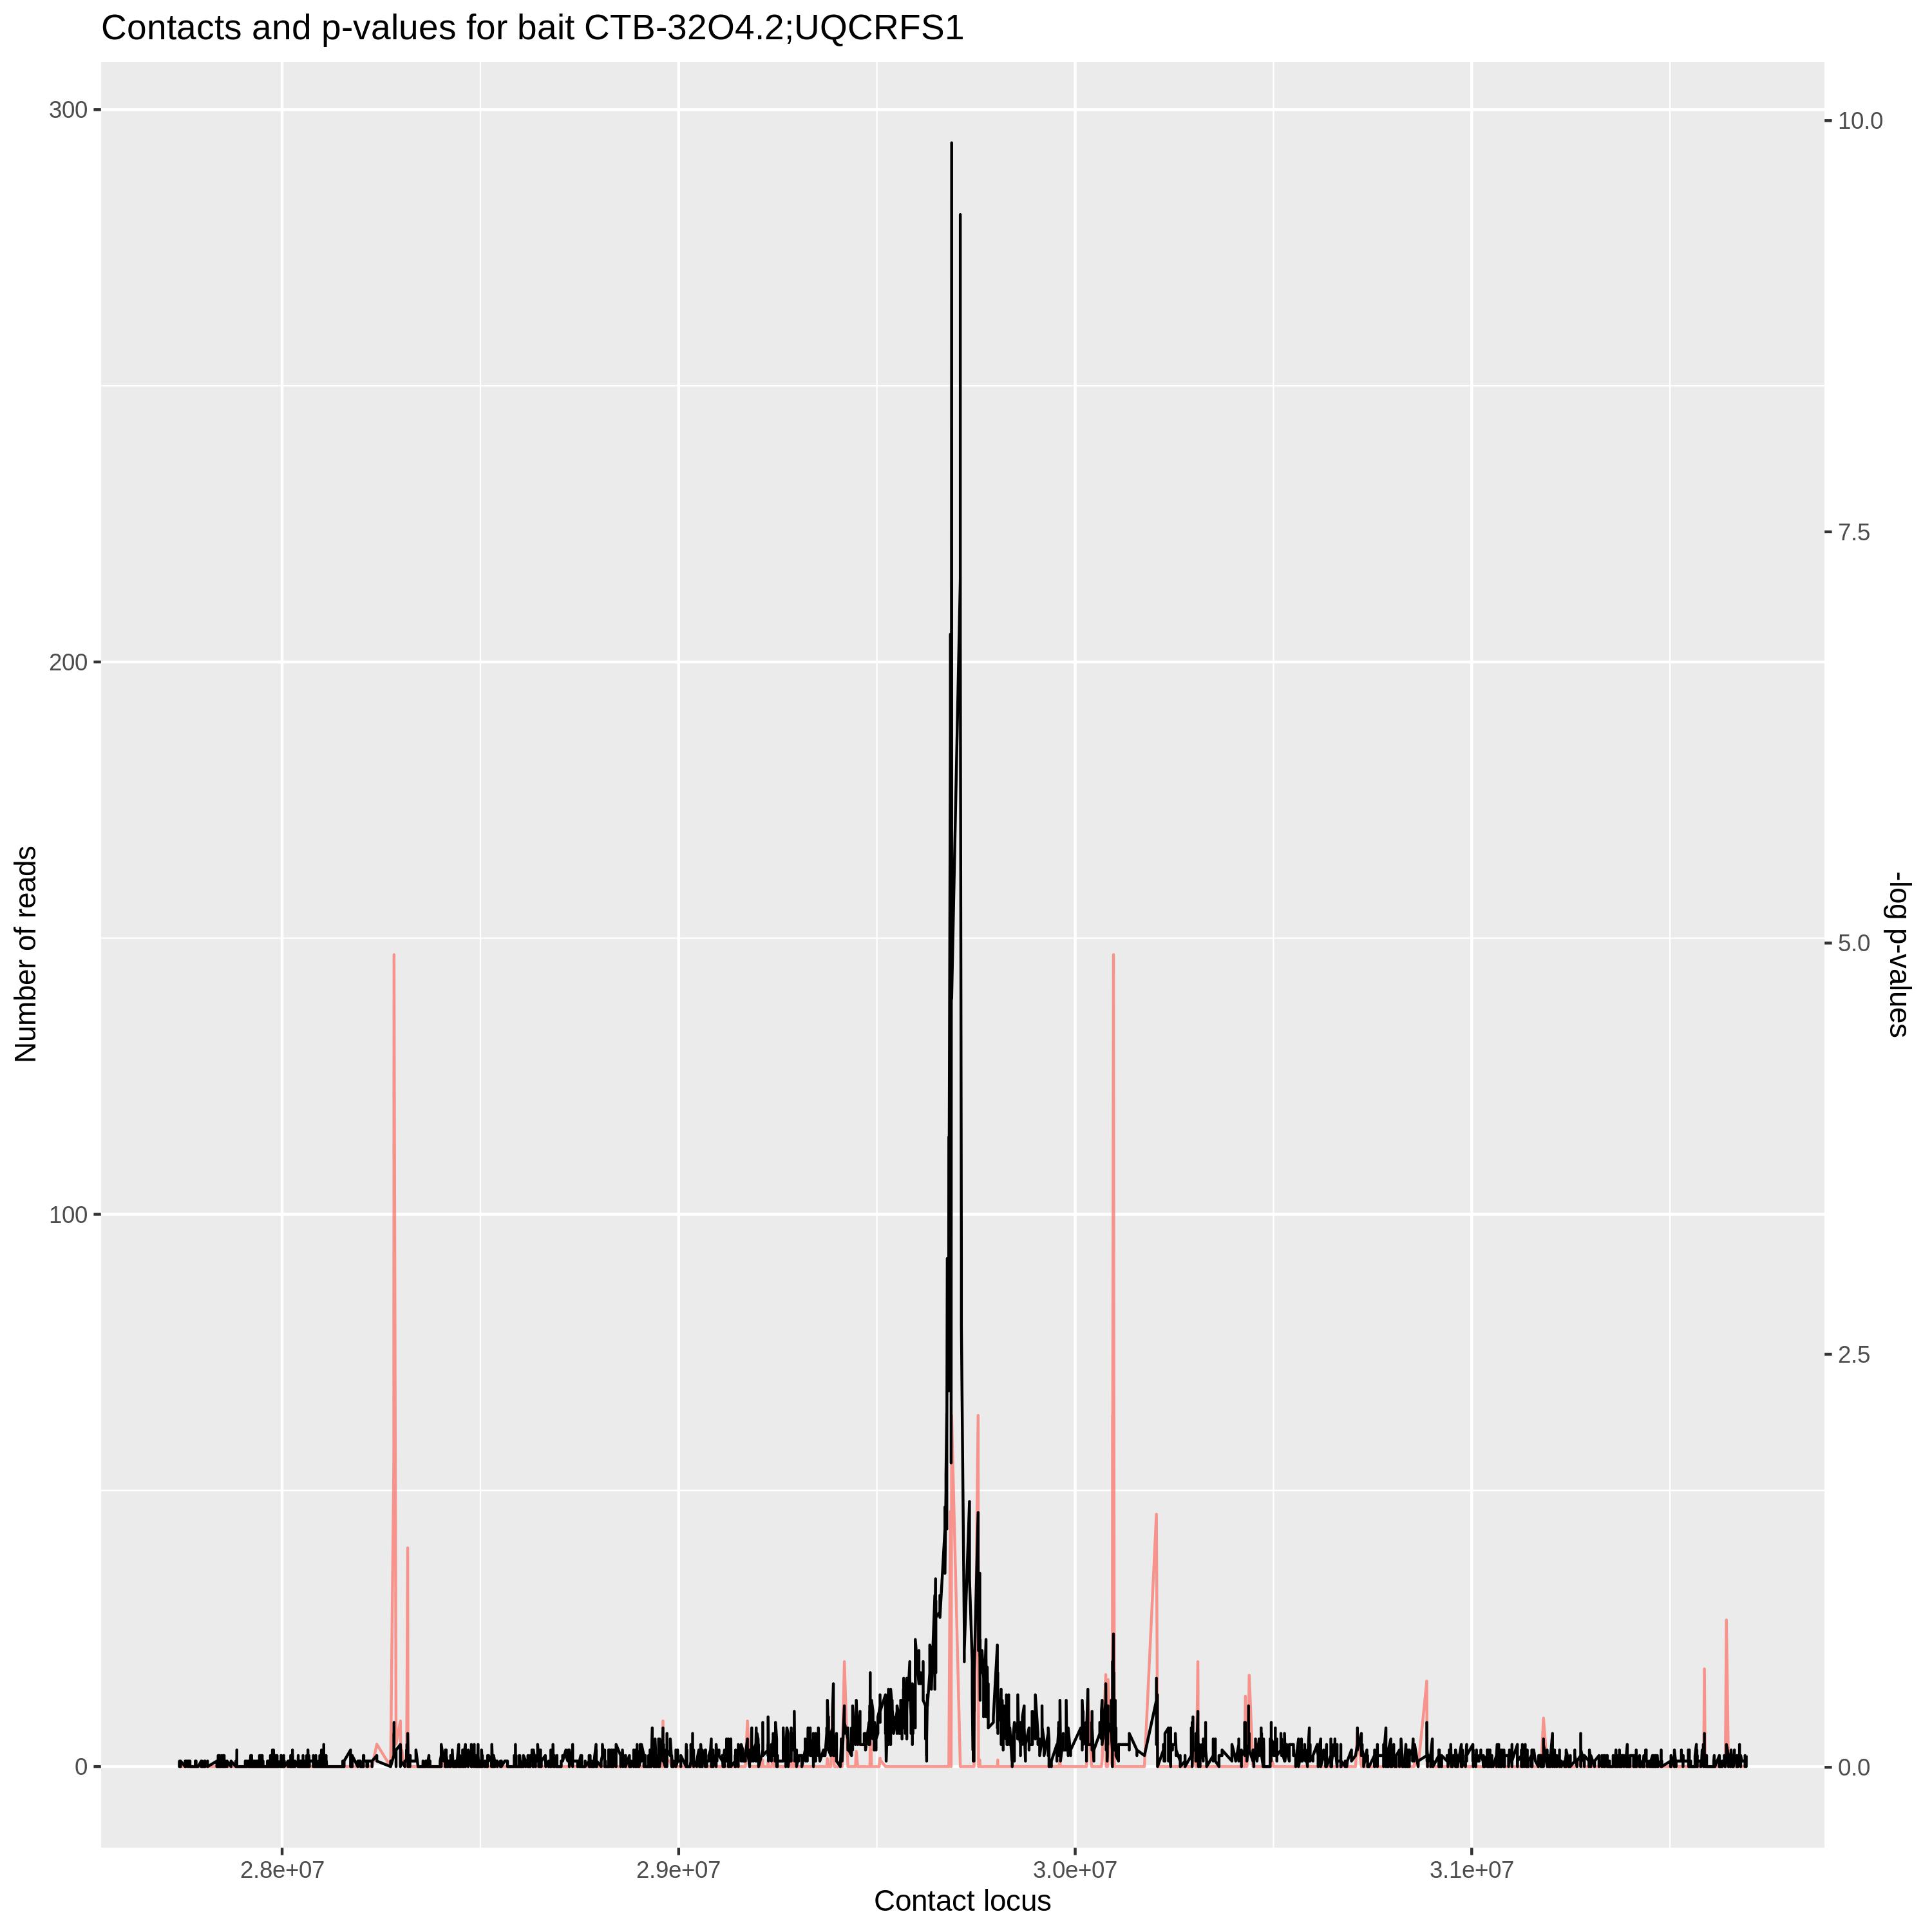 Contacts and p-values for bait CTB-32O4.2;UQCRFS1
300
200
100
0
Number of reads
10.0
7.5
5.0
2.5
0.0
-log p-values
2.8e+07
2.9e+07
3.0e+07
3.1e+07
Contact locus